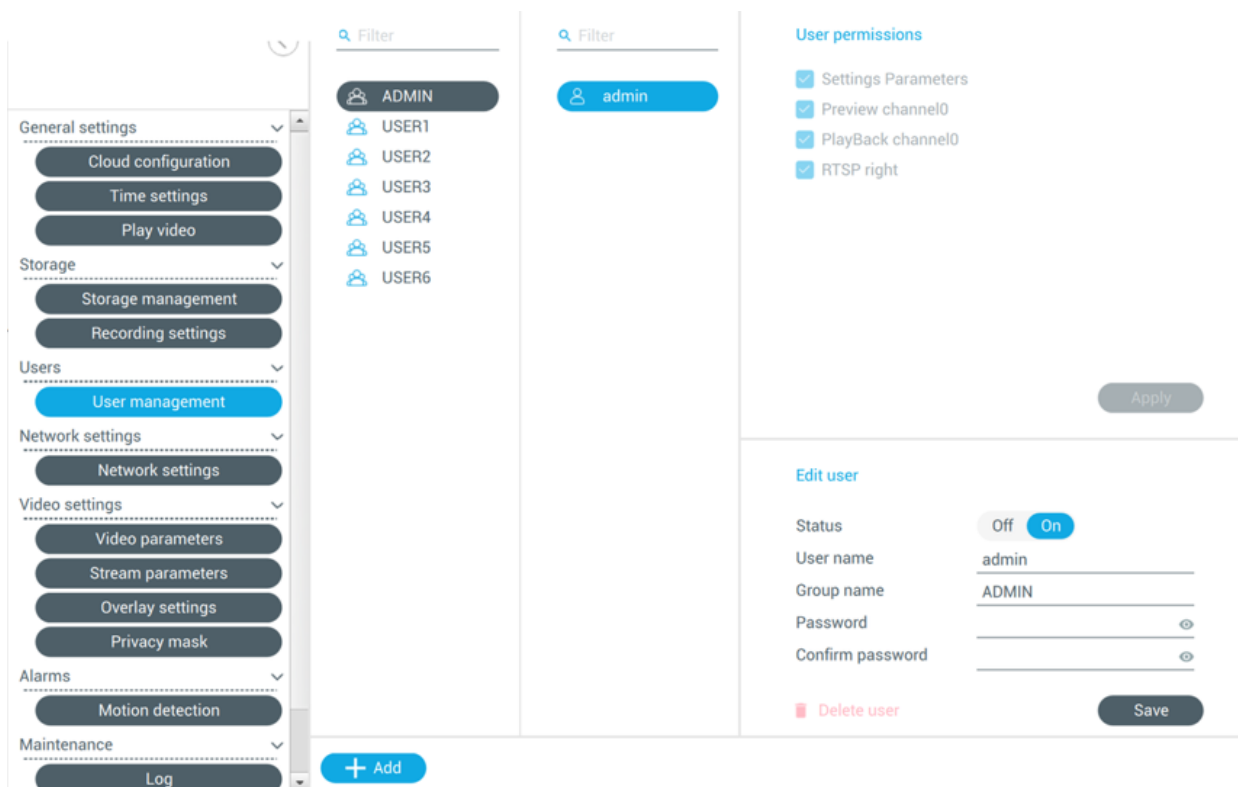 General settings
Cloud configuration
Time settings
Play video
Storage
Storage management
Recording settings
Users
User management
Network settings
Network settings
Video settings
Video parameters
Stream parameters
Overlay settings
Privacy mask
Alarms
Motion detection
Maintenance
Log
Filter
ADMIN
USER1
USER2
USER3
USER4
USER5
USER6
Add
Filter
admin
User permissions
Settings Parameters
Preview channel0
PlayBack channel0
RTSP right
Apply
Edit user
Status Off On
User name admin
Group name ADMIN
Password
Confirm password
Delete user Save